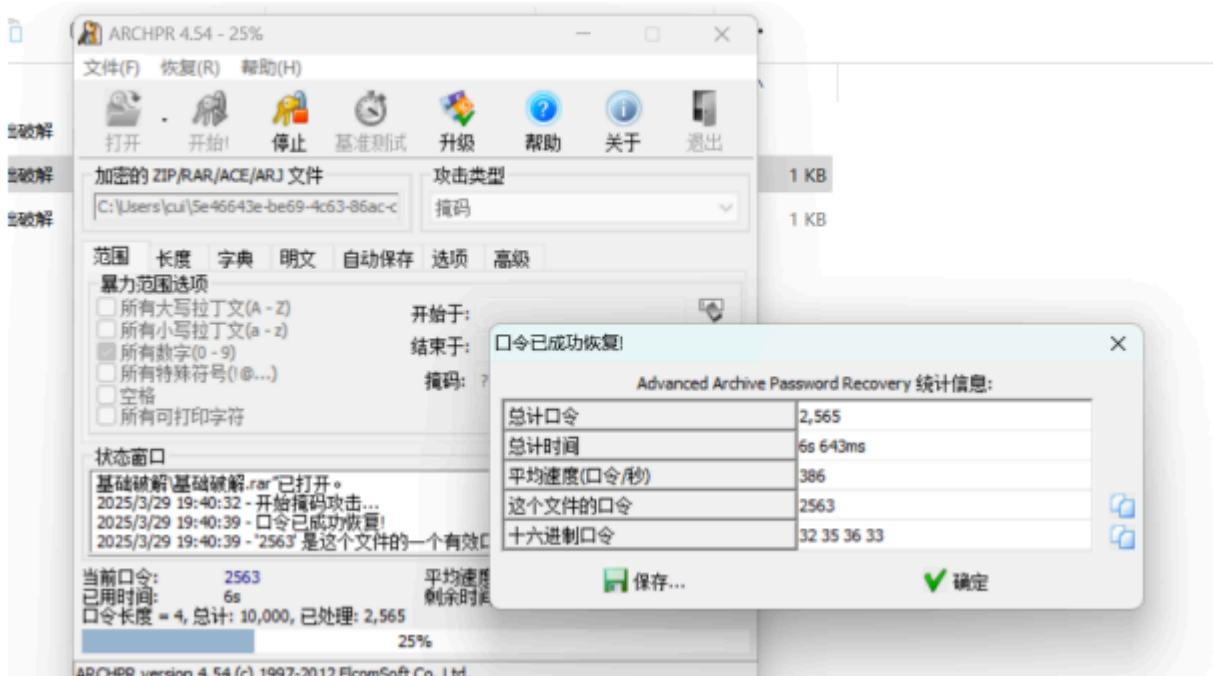 ARCHPR 4.54 - 25%
文件(F) 恢复(R) 帮助(H)
打开 开始! 停止 基准测试 升级 帮助 关于 退出
础破解
加密的 ZIP/RAR/ACE/ARJ 文件 攻击类型
础破解 1 KB
C:\Users\cui\5e46643e-be69-4c63-86ac-c 掩码
础破解 1 KB
范围 长度 字典 明文 自动保存 选项 高级
暴力范围选项
所有大写拉丁文(A - Z)
开始于:
所有小写拉丁文(a - z)
结束于:
所有数字(0 - 9)
所有特殊符号(!@...)
掩码: ?
空格
所有可打印字符
口令已成功恢复!
Advanced Archive Password Recovery 统计信息:
总计口令 2,565
总计时间 6s 643ms
平均速度(口令/秒) 386
这个文件的口令 2563
十六进制口令 32 35 36 33
保存... 确定
状态窗口
基础破解\基础破解.rar"已打开。
2025/3/29 19:40:32 - 开始掩码攻击...
2025/3/29 19:40:39 - 口令已成功恢复!
2025/3/29 19:40:39 - '2563' 是这个文件的一个有效口
当前口令: 2563 平均速度
已用时间: 6s 剩余时间
口令长度 = 4, 总计: 10,000, 已处理: 2,565
25%
ARCHPR version 4.54 (c) 1997-2012 ElcomSoft Co. Ltd.